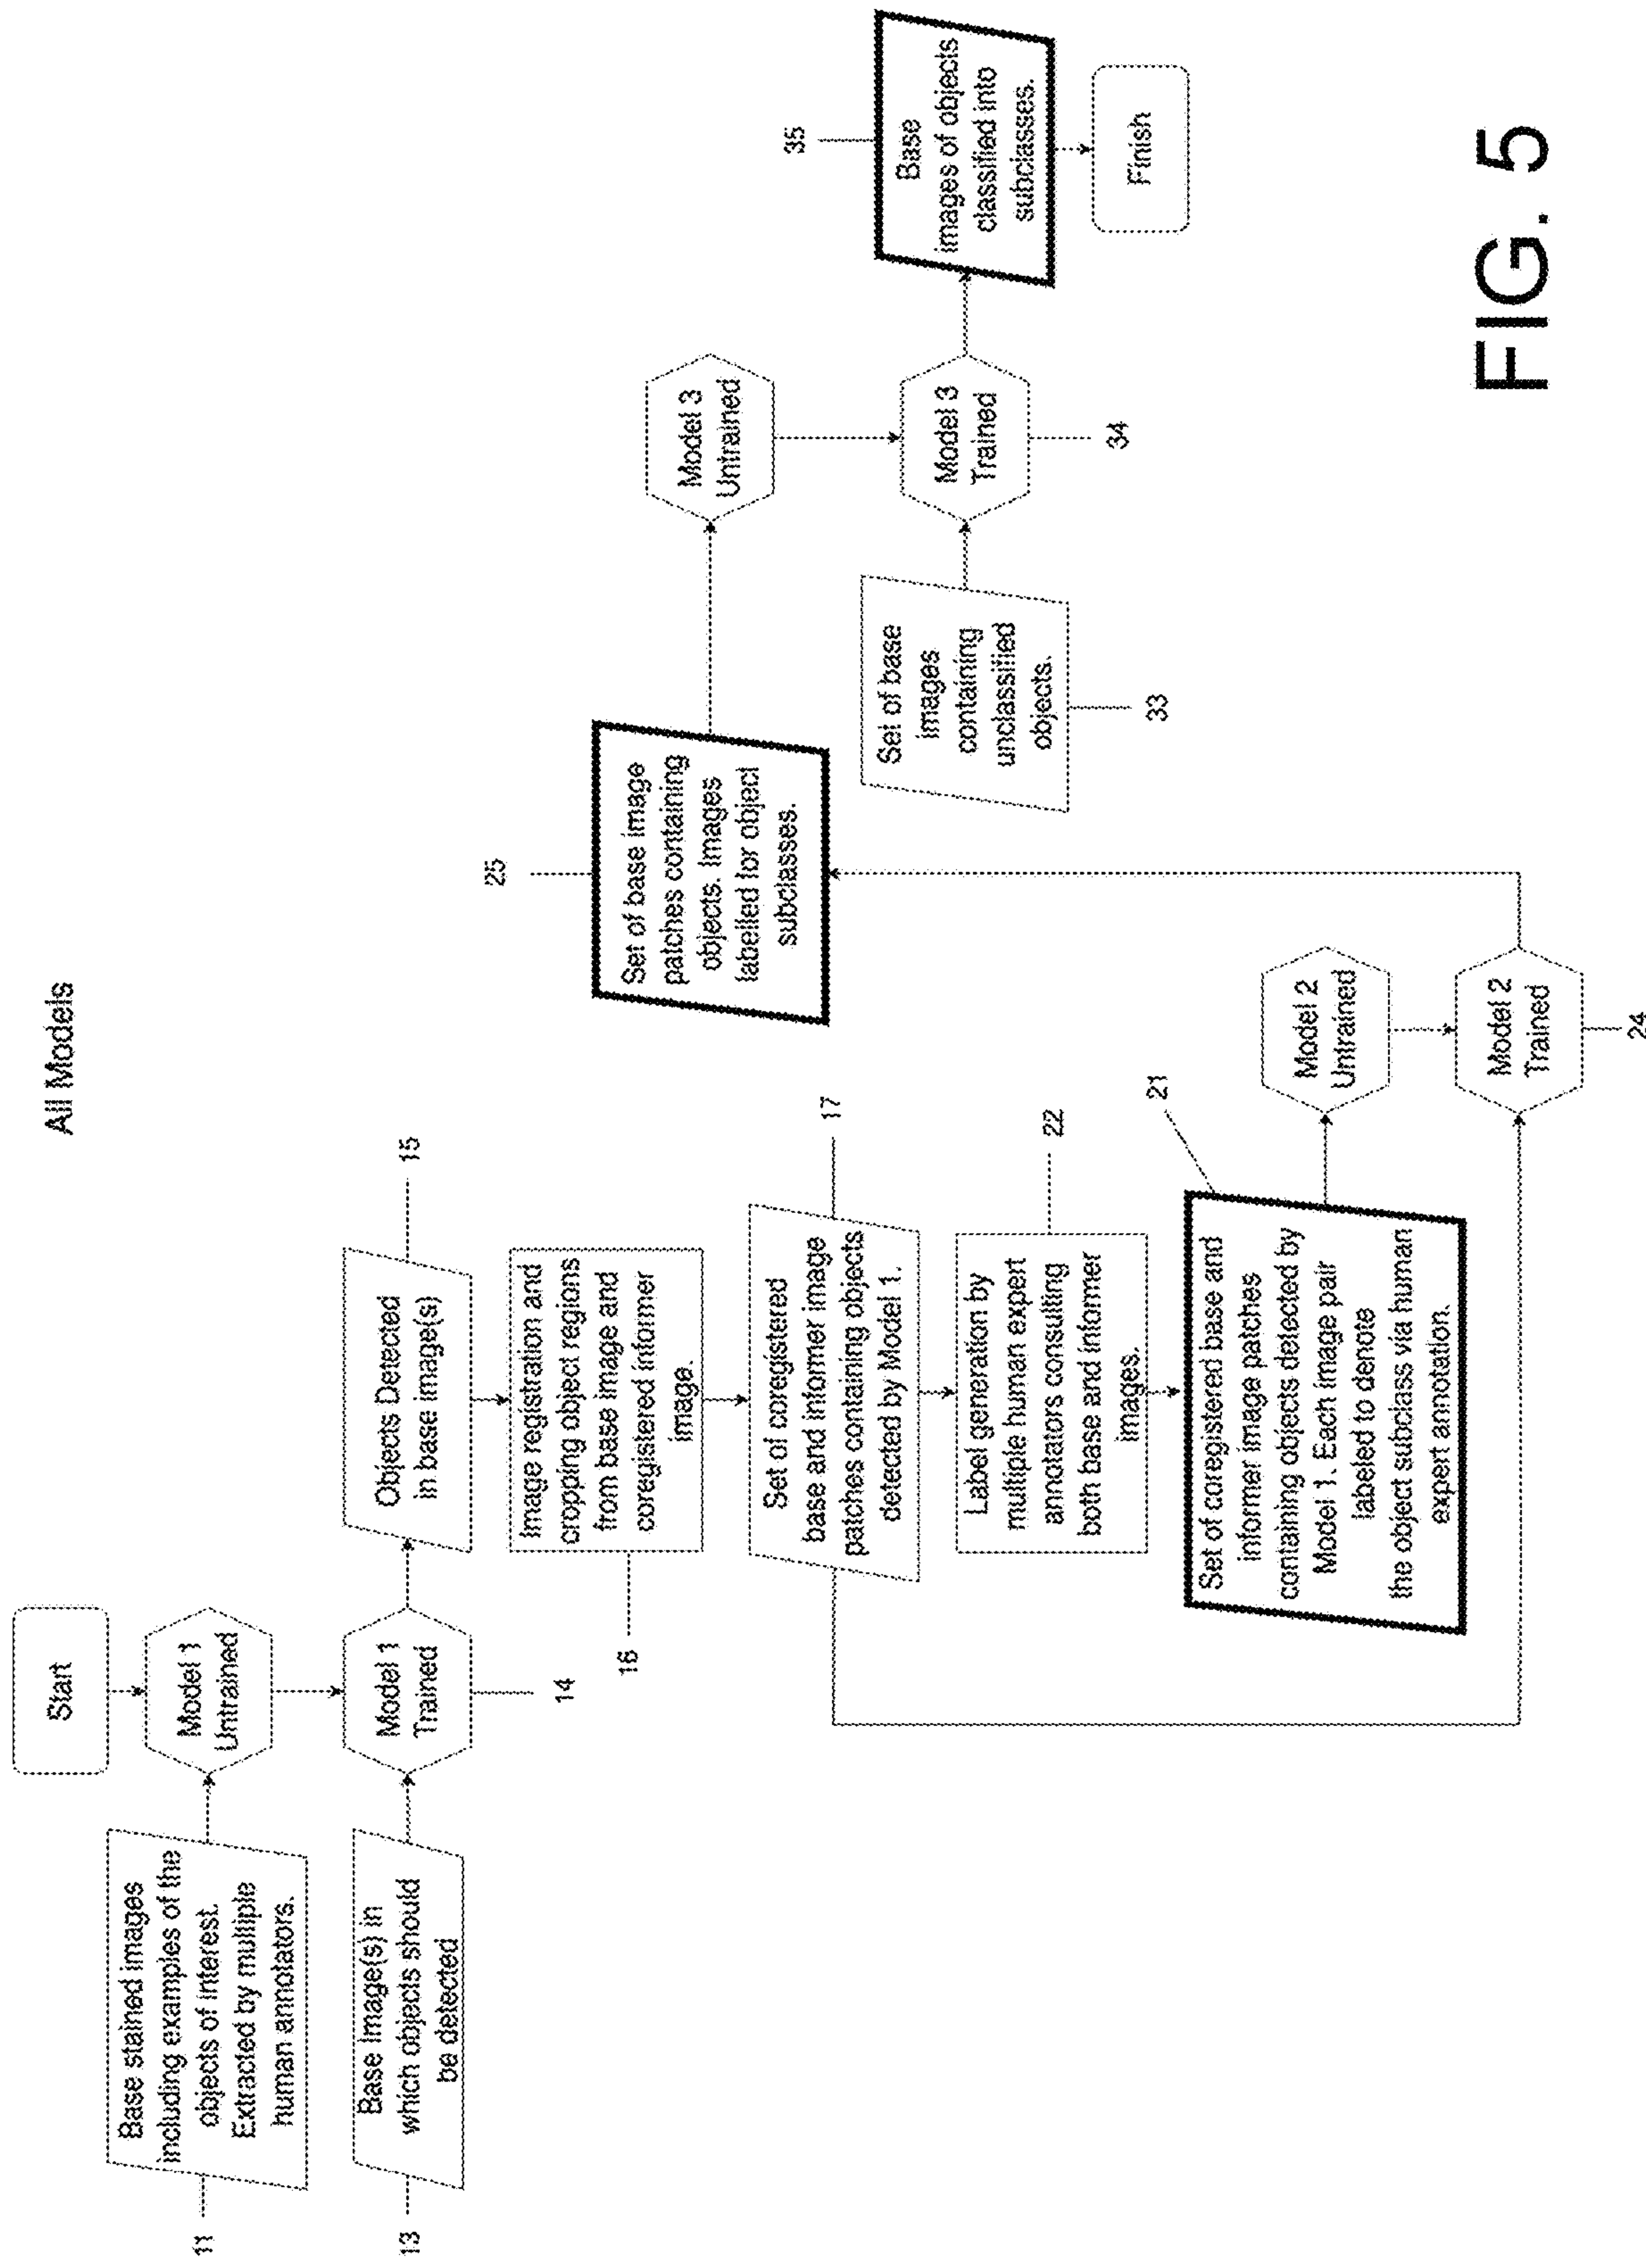 All Models
Start
Model 1
Untrained
Base stained images
including examples of the
objects of interest.
Extracted by multiple
human annotators.
11
Model 1
Trained
14
Base Image(s) in
which objects should
be detected
13
Objects Detected
in base image(s)
15
Image registration and
cropping object regions
from base image and
coregistered informer
image.
16
Set of coregistered
base and informer image
patches containing objects
detected by Model 1.
17
Label generation by
multiple human expert
annotators consulting
both base and informer
images.
22
Set of coregistered base and
informer image patches
containing objects detected by
Model 1. Each image pair
labeled to denote
the object subclass via human
expert annotation.
21
Model 2
Untrained
Model 2
Trained
24
Set of base image
patches containing
objects. Images
labelled for object
subclasses.
25
Model 3
Untrained
Set of base
images
containing
unclassified
objects.
33
Model 3
Trained
34
Base
images of objects
classified into
subclasses.
35
Finish
FIG. 5